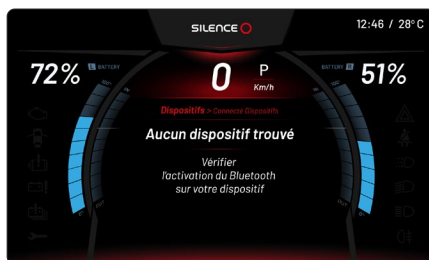 SILENCE
12:46 / 28°C
72%
L BATTERY
0
P
Km/h
BATTERY R
51%
Dispositifs > Connecté Dispositifs
Aucun dispositif trouvé
Vérifier
l'activation du Bluetooth
sur votre dispositif